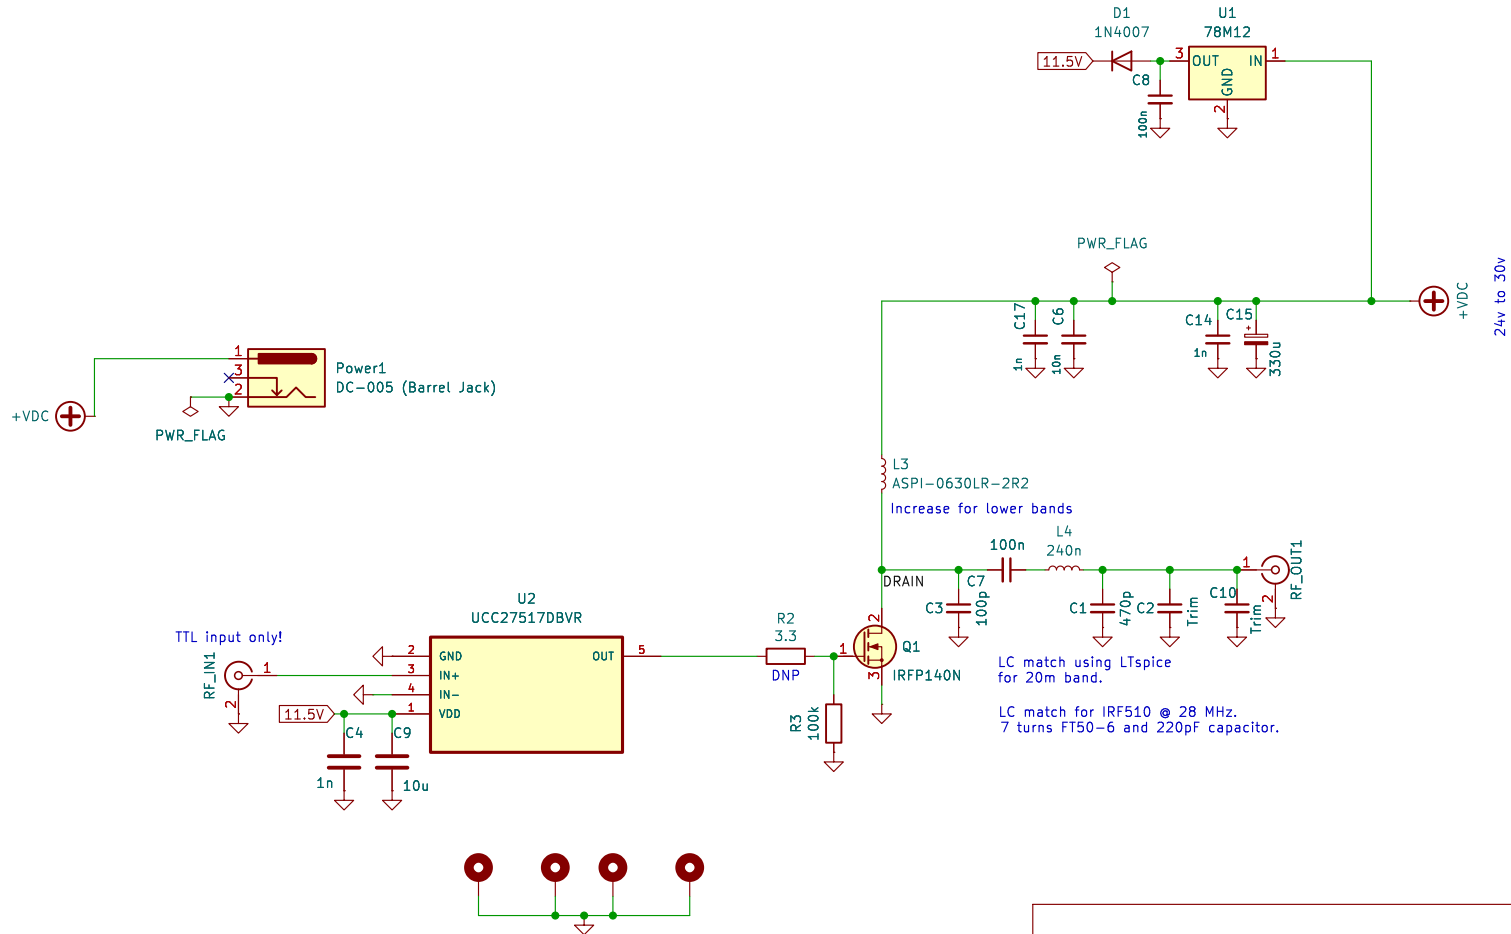 D1
1N4007
U1
78M12
11.5V
3
OUT
IN
1
GND
2
C8
100n
PWR_FLAG
24v to 30v
+VDC
C17
1n
C6
10n
C14
1n
C15
+
330u
1
3
2
Power1
DC-005 (Barrel Jack)
+VDC
PWR_FLAG
L3
ASPI-0630LR-2R2
Increase for lower bands
L4
240n
100n
C7
DRAIN
C3
100p
C1
470p
C2
Trim
C10
Trim
1
2
RF_OUT1
U2
UCC27517DBVR
TTL input only!
RF_IN1
1
2
2
GND
3
IN+
4
IN-
1
VDD
OUT
5
11.5V
C4
1n
C9
10u
R2
3.3
DNP
R3
100k
1
2
3
Q1
IRFP140N
LC match using LTspice
for 20m band.
LC match for IRF510 @ 28 MHz.
7 turns FT50-6 and 220pF capacitor.